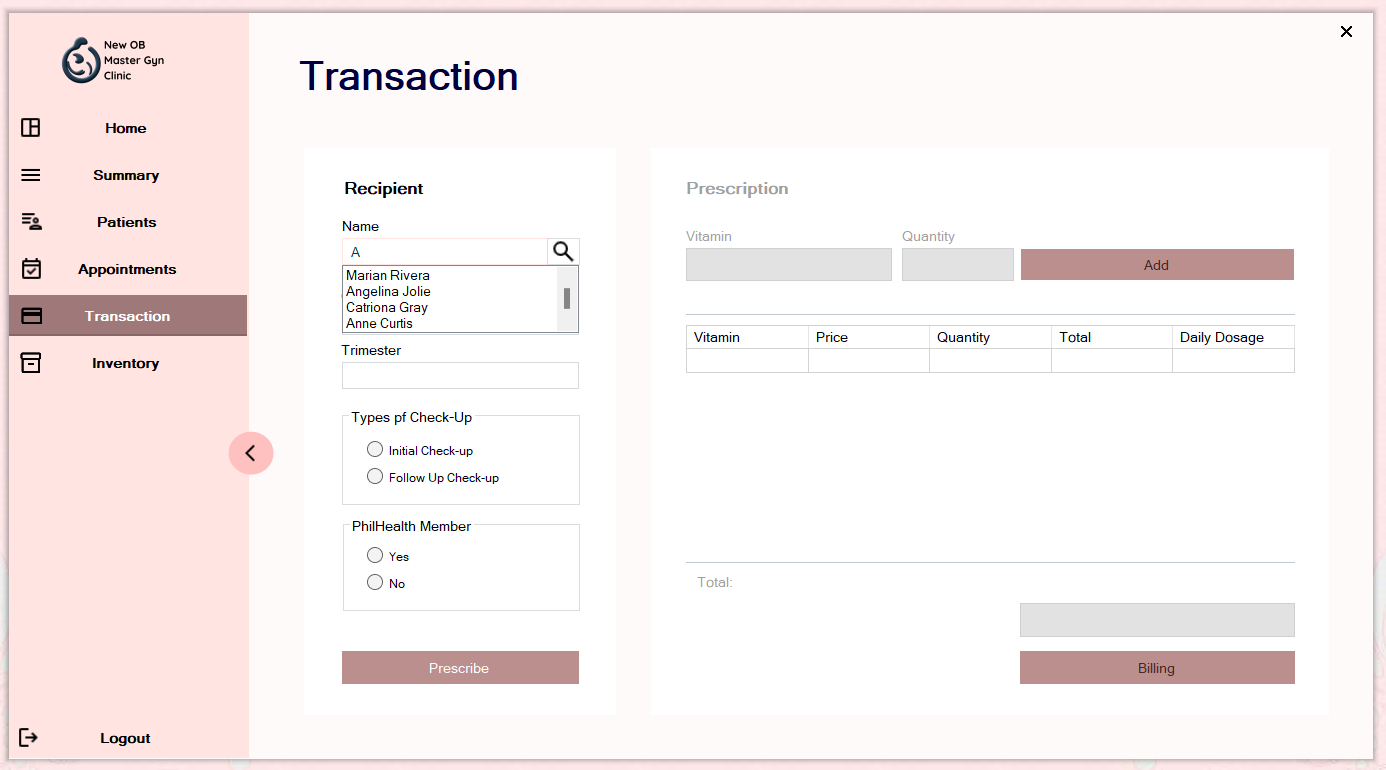 New OB
Master Gyn
Clinic
Home
Summary
Patients
Appointments
Transaction
Inventory
Logout
Transaction
Recipient
Name
A
Marian Rivera
Angelina Jolie
Catriona Gray
Anne Curtis
Trimester
Types pf Check-Up
Initial Check-up
Follow Up Check-up
PhilHealth Member
Yes
No
Prescribe
Prescription
Vitamin Quantity
Add
Vitamin Price Quantity Total Daily Dosage
Total:
Billing